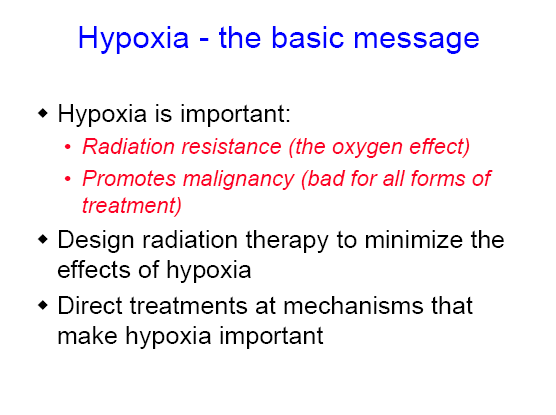 Hypoxia - the basic message
◆ Hypoxia is important:
• Radiation resistance (the oxygen effect)
• Promotes malignancy (bad for all forms of
treatment)
◆ Design radiation therapy to minimize the
effects of hypoxia
◆ Direct treatments at mechanisms that
make hypoxia important